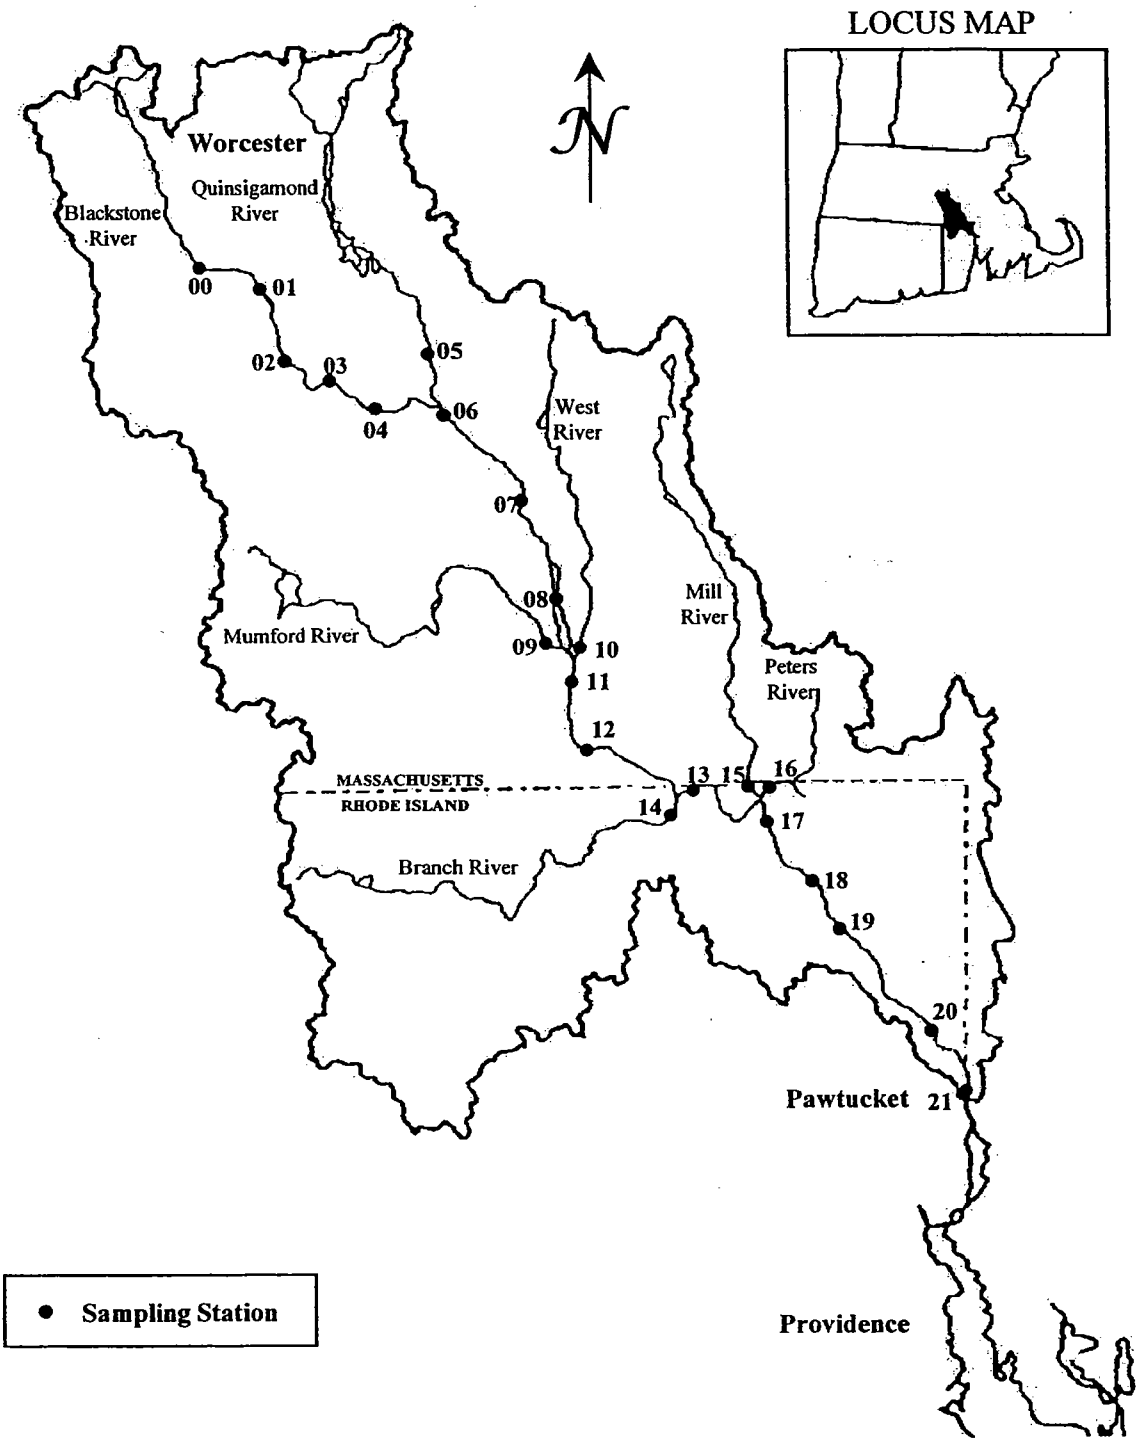 LOCUS MAP
N
Worcester
Quinsigamond
River
Blackstone
River
00
01
02
03
04
05
06
West
River
07
Mill
River
08
Mumford River
09
10
11
Peters
River
12
MASSACHUSETTS
RHODE ISLAND
13
15
16
14
17
Branch River
18
19
20
Pawtucket
21
Sampling Station
Providence